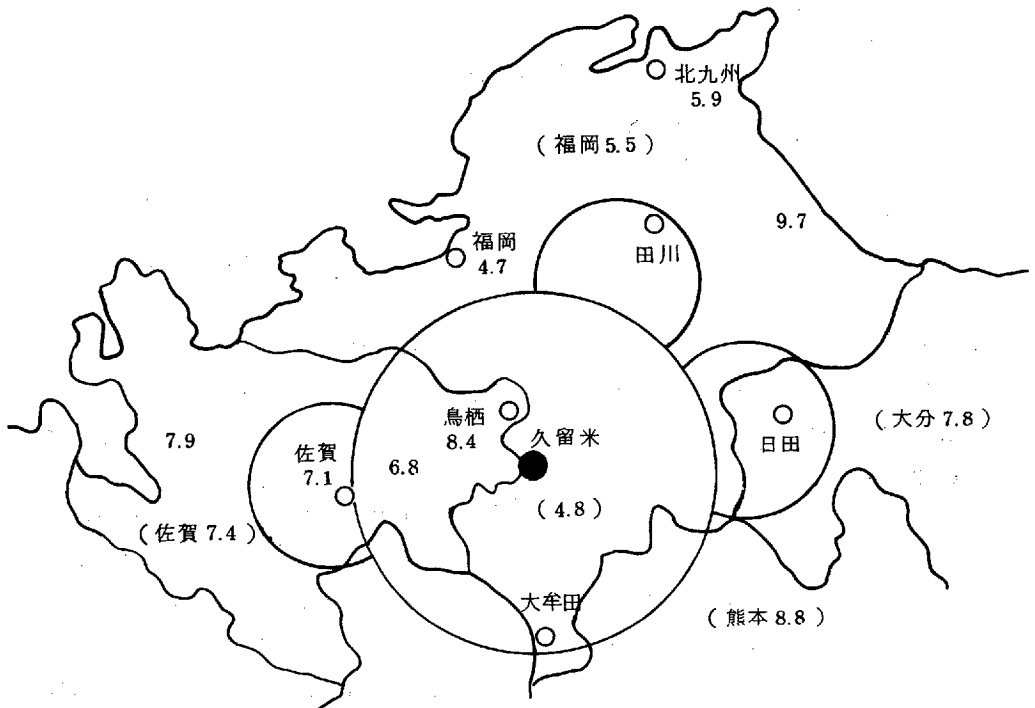 北九州
5.9
(福岡 5.5)
9.7
田川
福岡
4.7
鳥栖
8.4
久留米
(大分 7.8)
日田
7.9
佐賀
7.1
6.8
(4.8)
(佐賀 7.4)
大牟田
(熊本 8.8)